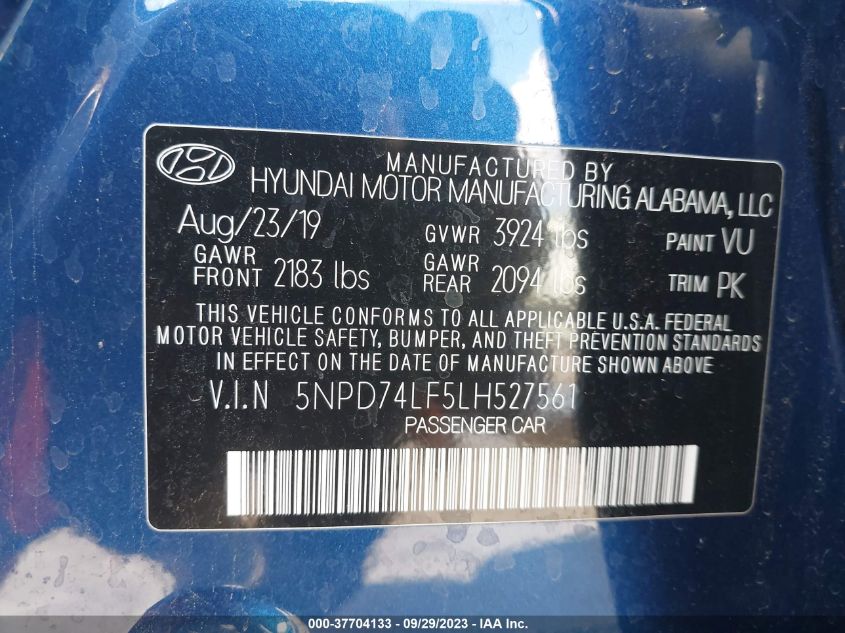 MANUFACTURED BY
HYUNDAI MOTOR MANUFACTURING ALABAMA, LLC
Aug/23/19 GVWR 3924 lbs PAINT VU
GAWR FRONT 2183 lbs GAWR REAR 2094 lbs TRIM PK
THIS VEHICLE CONFORMS TO ALL APPLICABLE U.S.A. FEDERAL
MOTOR VEHICLE SAFETY, BUMPER, AND THEFT PREVENTION STANDARDS
IN EFFECT ON THE DATE OF MANUFACTURE SHOWN ABOVE
V.I.N 5NPD74LF5LH527561
PASSENGER CAR
000-37704133 - 09/29/2023 - IAA Inc.